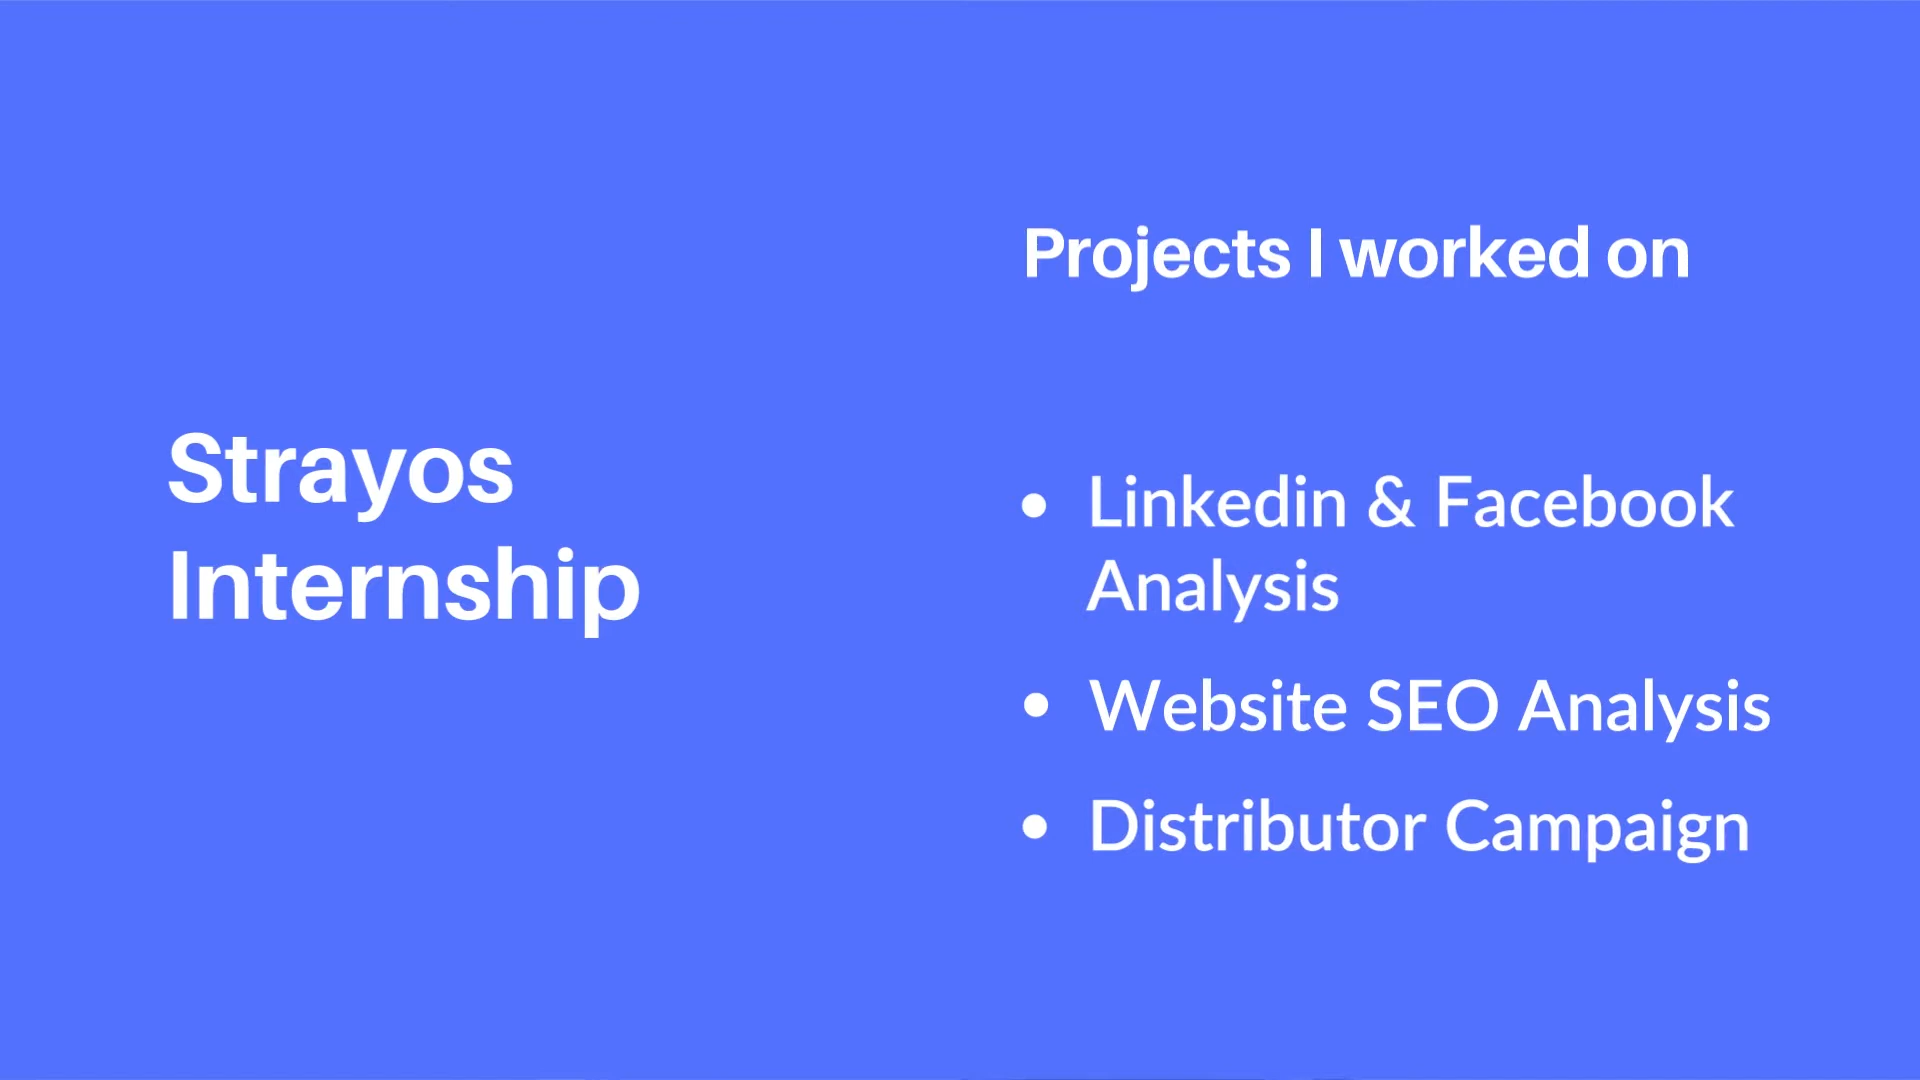 Strayos
Internship
Projects I worked on
• Linkedin & Facebook
Analysis
• Website SEO Analysis
• Distributor Campaign